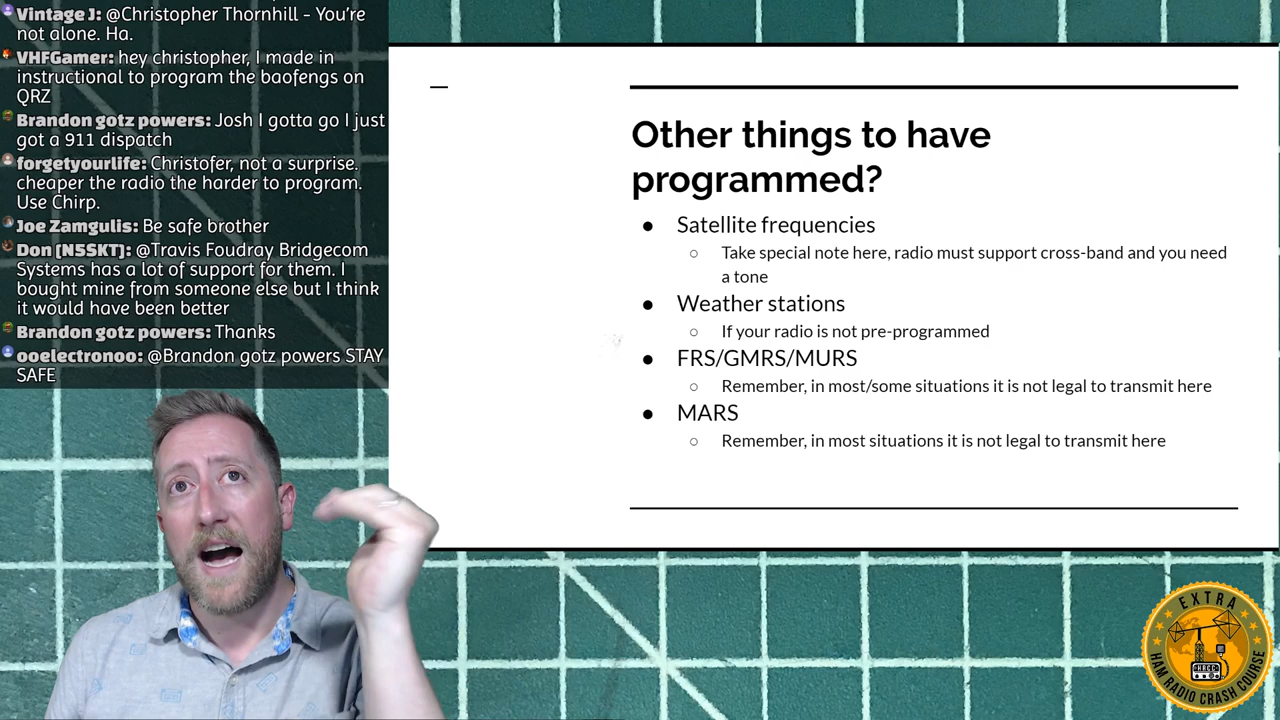 Vintage J: @Christopher Thornhill - You're
not alone. Ha.
VHFGamer: hey christopher, I made in
instructional to program the baofengs on
QRZ
Brandon gotz powers: Josh I gotta go I just
got a 911 dispatch
forgetyourlife: Christofer, not a surprise.
cheaper the radio the harder to program.
Use Chirp.
Joe Zamgulis: Be safe brother
Don [N5SKT]: @Travis Foudray Bridgecom
Systems has a lot of support for them. I
bought mine from someone else but I think
it would have been better
Brandon gotz powers: Thanks
ooelectronoo: @Brandon gotz powers STAY
SAFE
Other things to have
programmed?
● Satellite frequencies
○ Take special note here, radio must support cross-band and you need
a tone
● Weather stations
○ If your radio is not pre-programmed
● FRS/GMRS/MURS
○ Remember, in most/some situations it is not legal to transmit here
● MARS
○ Remember, in most situations it is not legal to transmit here
EXTRA
HRCC
HAM RADIO CRASH COURSE